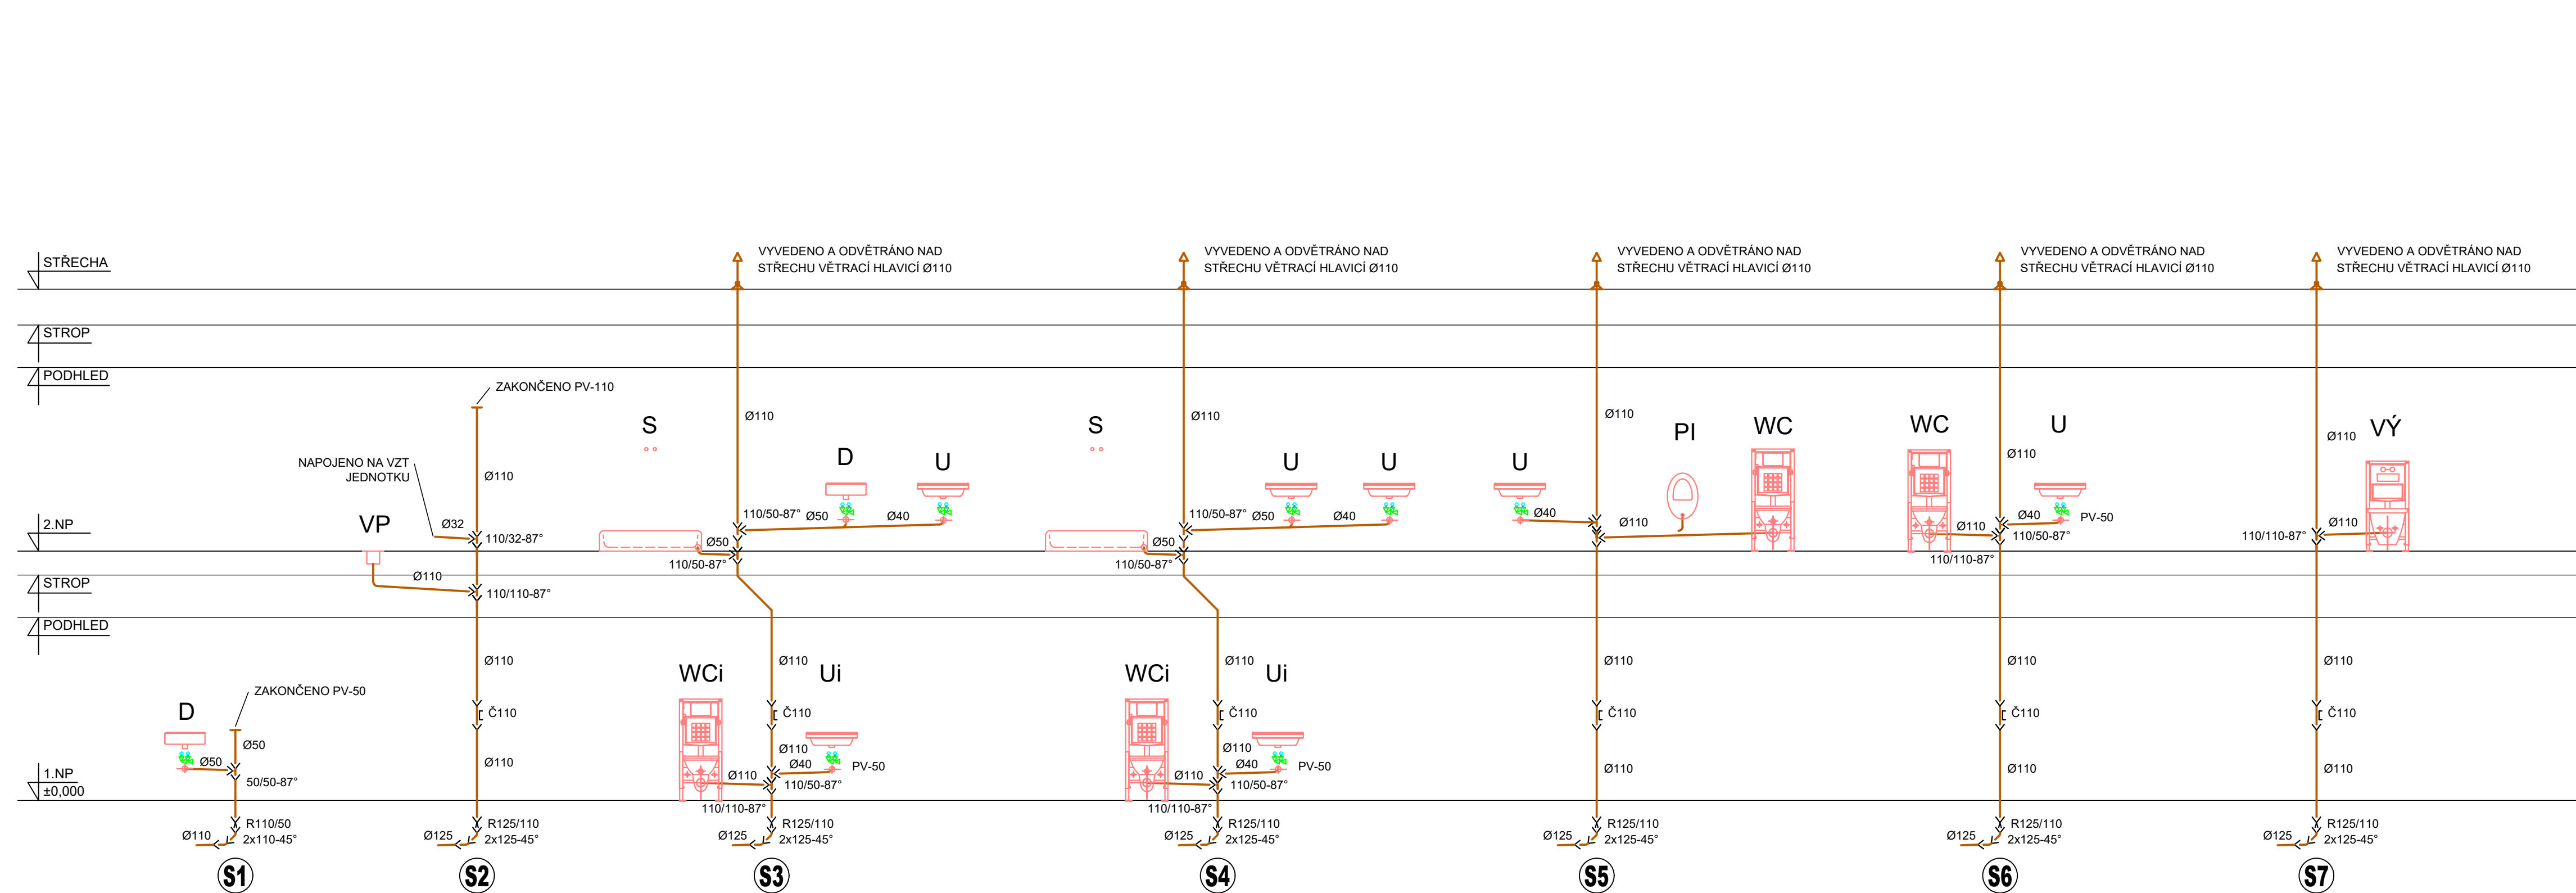 STŘECHA
VYVEDENO A ODVĚTRÁNO NAD
STŘECHU VĚTRACÍ HLAVICÍ Ø110
VYVEDENO A ODVĚTRÁNO NAD
STŘECHU VĚTRACÍ HLAVICÍ Ø110
VYVEDENO A ODVĚTRÁNO NAD
STŘECHU VĚTRACÍ HLAVICÍ Ø110
VYVEDENO A ODVĚTRÁNO NAD
STŘECHU VĚTRACÍ HLAVICÍ Ø110
VYVEDENO A ODVĚTRÁNO NAD
STŘECHU VĚTRACÍ HLAVICÍ Ø110
STROP
PODHLED
2.NP
STROP
PODHLED
1.NP
±0,000
D
ZAKONČENO PV-50
Ø50
Ø50
50/50-87°
R110/50
Ø110
2x110-45°
S1
ZAKONČENO PV-110
NAPOJENO NA VZT
JEDNOTKU
Ø110
VP
Ø32
110/32-87°
Ø110
110/110-87°
Ø110
Č110
Ø110
R125/110
Ø125
2x125-45°
S2
S
Ø110
D
U
110/50-87°
Ø50
Ø40
Ø50
110/50-87°
WCi
Ø110
Ui
Č110
Ø110
Ø40
PV-50
Ø110
110/50-87°
110/110-87°
R125/110
Ø125
2x125-45°
S3
S
Ø110
U
U
110/50-87°
Ø50
Ø40
Ø50
110/50-87°
WCi
Ø110
Ui
Č110
Ø110
Ø40
PV-50
Ø110
110/50-87°
110/110-87°
R125/110
Ø125
2x125-45°
S4
U
Ø110
PI
WC
Ø40
Ø110
Ø110
Č110
Ø110
R125/110
Ø125
2x125-45°
S5
WC
U
Ø110
Ø40
PV-50
Ø110
110/50-87°
110/110-87°
Ø110
Č110
Ø110
R125/110
Ø125
2x125-45°
S6
Ø110
VÝ
Ø110
110/110-87°
Ø110
Č110
Ø110
R125/110
Ø125
2x125-45°
S7